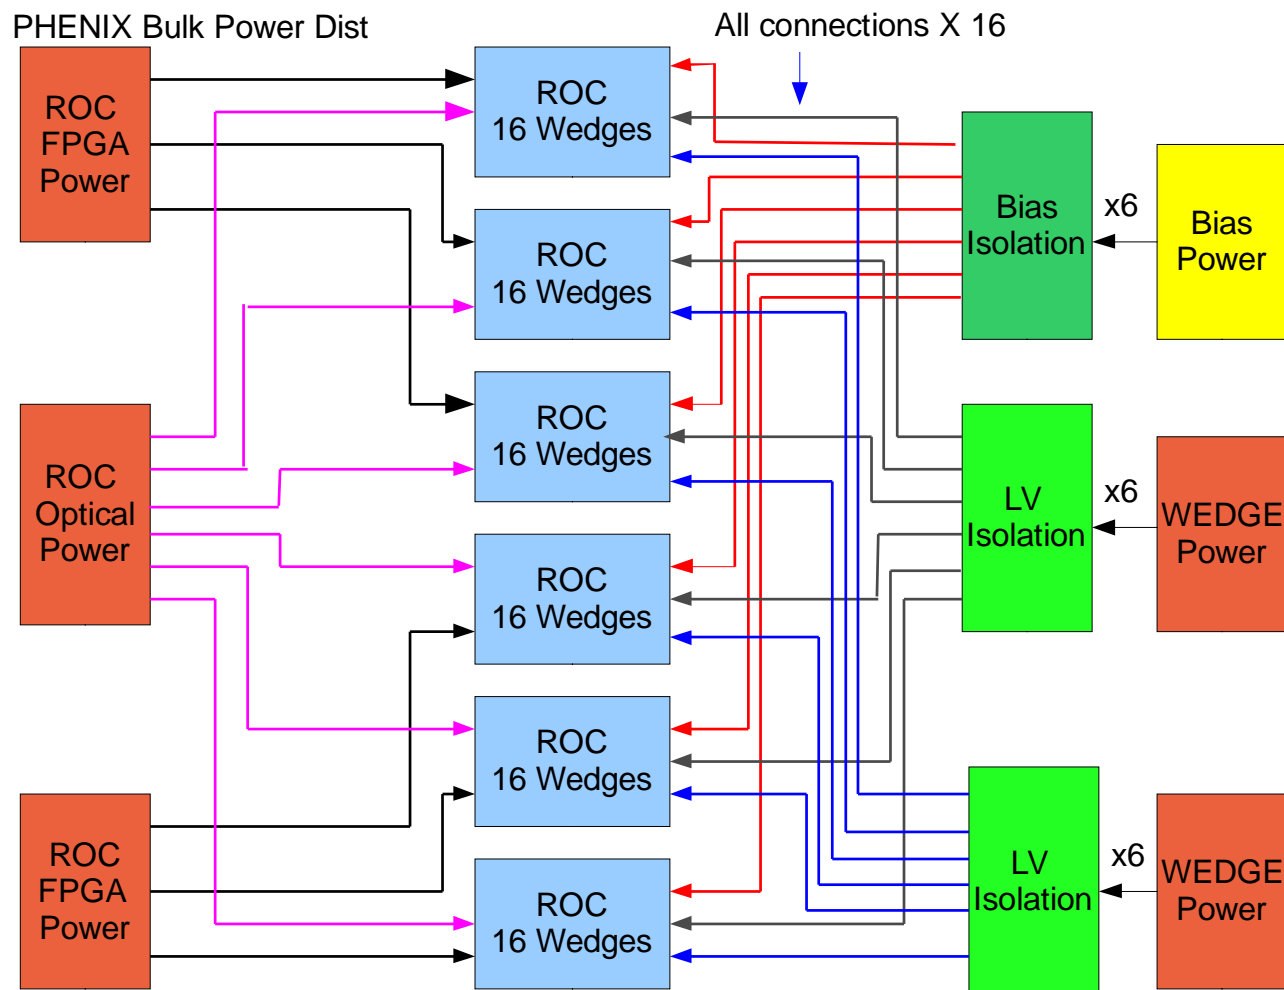 PHENIX Bulk Power Dist
All connections X 16
ROC
FPGA
Power
ROC
16 Wedges
Bias
Isolation
x6
Bias
Power
ROC
16 Wedges
ROC
16 Wedges
ROC
Optical
Power
LV
Isolation
x6
WEDGE
Power
ROC
16 Wedges
ROC
16 Wedges
ROC
FPGA
Power
ROC
16 Wedges
LV
Isolation
x6
WEDGE
Power